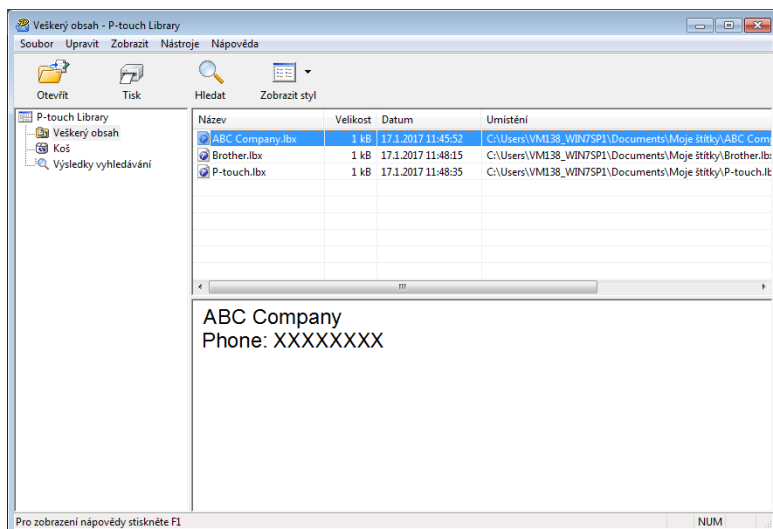 Veškerý obsah - P-touch Library
Soubor Upravit Zobrazit Nástroje Nápověda
Otevřít Tisk Hledat Zobrazit styl
P-touch Library
Veškerý obsah
Koš
Výsledky vyhledávání
Název Velikost Datum Umístění
ABC Company.lbx 1 kB 17.1.2017 11:45:52 C:\Users\VM138_WIN7SP1\Documents\Moje štítky\ABC Com
Brother.lbx 1 kB 17.1.2017 11:48:15 C:\Users\VM138_WIN7SP1\Documents\Moje štítky\Brother.lb
P-touch.lbx 1 kB 17.1.2017 11:48:35 C:\Users\VM138_WIN7SP1\Documents\Moje štítky\P-touch.l
ABC Company
Phone: XXXXXXXX
Pro zobrazení nápovědy stiskněte F1 NUM